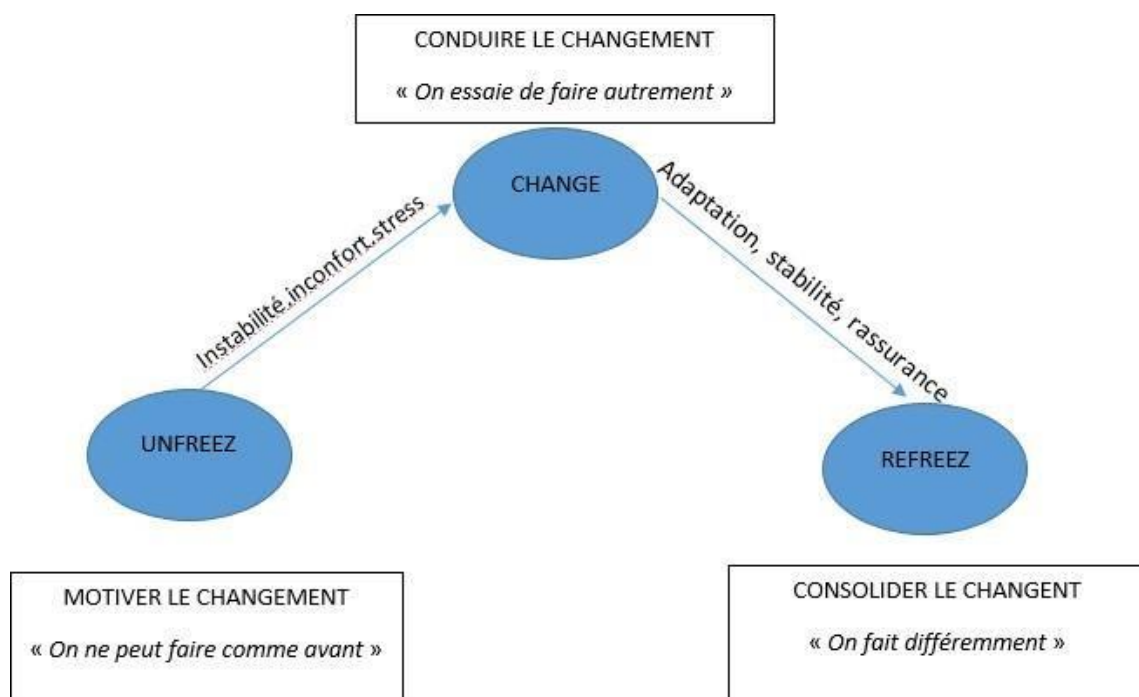 CONDUIRE LE CHANGEMENT
« On essaie de faire autrement »
CHANGE
Instabilité,inconfort,stress
Adaptation, stabilité, rassurance
UNFREEZ
REFREEZ
MOTIVER LE CHANGEMENT
« On ne peut faire comme avant »
CONSOLIDER LE CHANGENT
« On fait différemment »